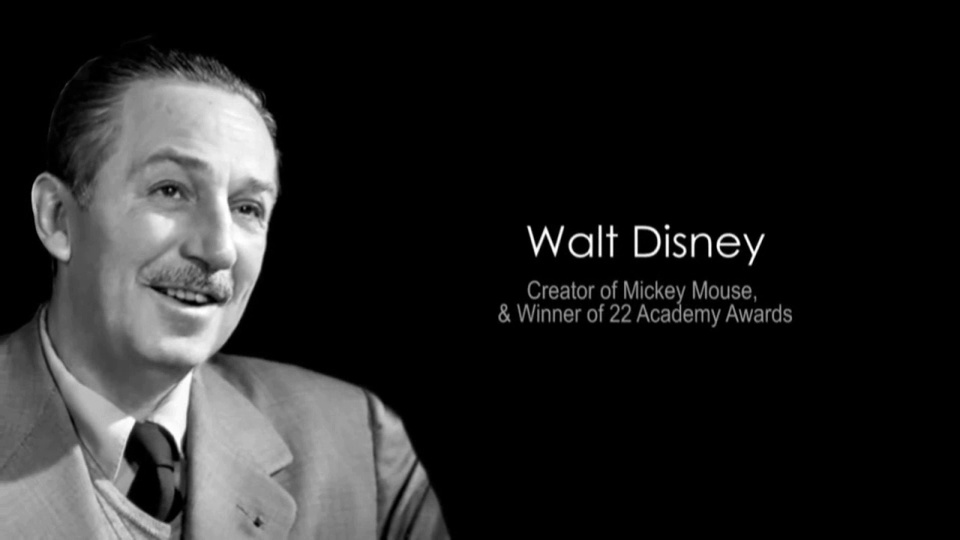 Walt Disney
Creator of Mickey Mouse,
& Winner of 22 Academy Awards